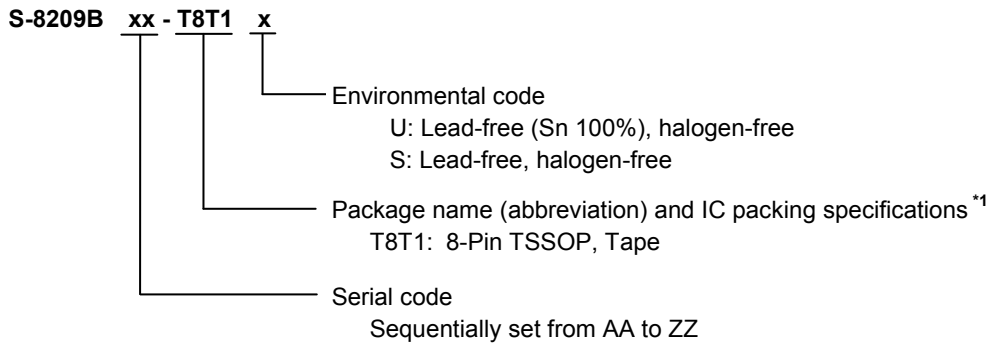 S-8209B xx - T8T1 x
Environmental code
U: Lead-free (Sn 100%), halogen-free
S: Lead-free, halogen-free
Package name (abbreviation) and IC packing specifications *1
T8T1: 8-Pin TSSOP, Tape
Serial code
Sequentially set from AA to ZZ